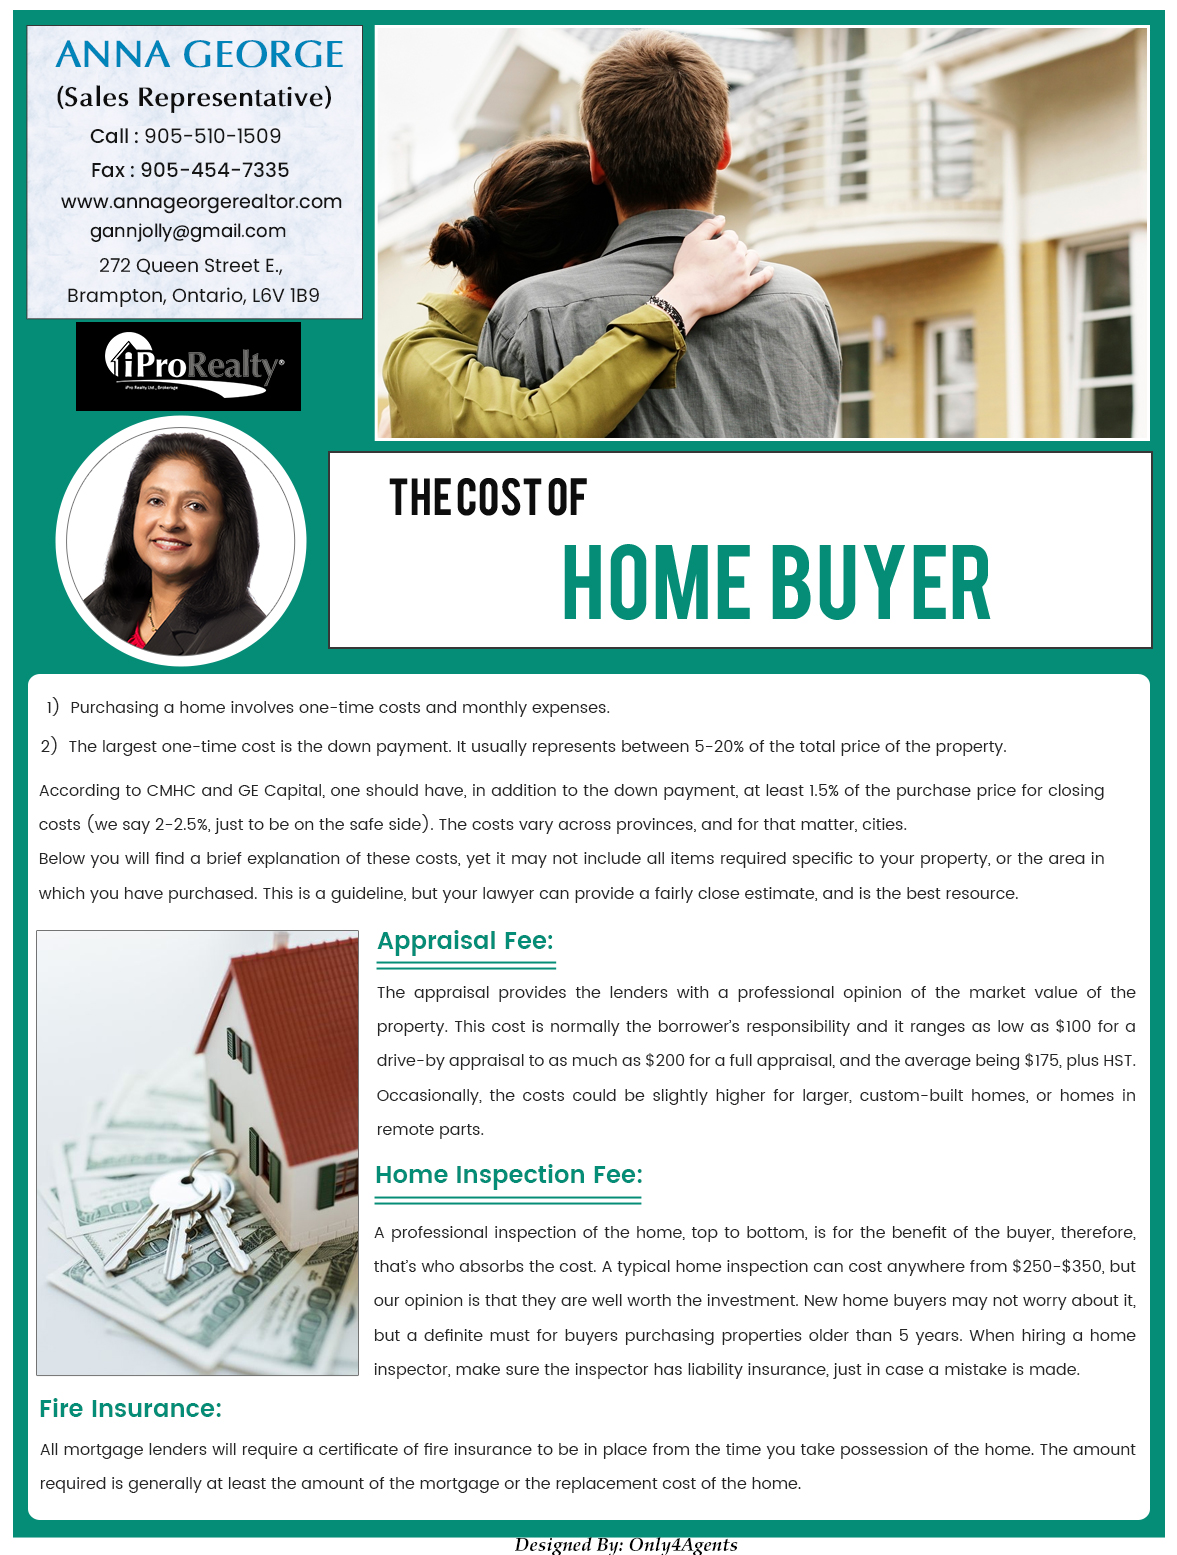 ANNA GEORGE
(Sales Representative)
Call : 905-510-1509
Fax : 905-454-7335
www.annageorgerealtor.com
gannjolly@gmail.com
272 Queen Street E.,
Brampton, Ontario, L6V 1B9
iProRealty®
iPro Realty Ltd., Brokerage
THE COST OF
HOME BUYER
1) Purchasing a home involves one-time costs and monthly expenses.
2) The largest one-time cost is the down payment. It usually represents between 5-20% of the total price of the property.
According to CMHC and GE Capital, one should have, in addition to the down payment, at least 1.5% of the purchase price for closing
costs (we say 2-2.5%, just to be on the safe side). The costs vary across provinces, and for that matter, cities.
Below you will find a brief explanation of these costs, yet it may not include all items required specific to your property, or the area in
which you have purchased. This is a guideline, but your lawyer can provide a fairly close estimate, and is the best resource.
Appraisal Fee:
The appraisal provides the lenders with a professional opinion of the market value of the
property. This cost is normally the borrower's responsibility and it ranges as low as $100 for a
drive-by appraisal to as much as $200 for a full appraisal, and the average being $175, plus HST.
Occasionally, the costs could be slightly higher for larger, custom-built homes, or homes in
remote parts.
Home Inspection Fee:
A professional inspection of the home, top to bottom, is for the benefit of the buyer, therefore,
that's who absorbs the cost. A typical home inspection can cost anywhere from $250-$350, but
our opinion is that they are well worth the investment. New home buyers may not worry about it,
but a definite must for buyers purchasing properties older than 5 years. When hiring a home
inspector, make sure the inspector has liability insurance, just in case a mistake is made.
Fire Insurance:
All mortgage lenders will require a certificate of fire insurance to be in place from the time you take possession of the home. The amount
required is generally at least the amount of the mortgage or the replacement cost of the home.
Designed By: Only4Agents